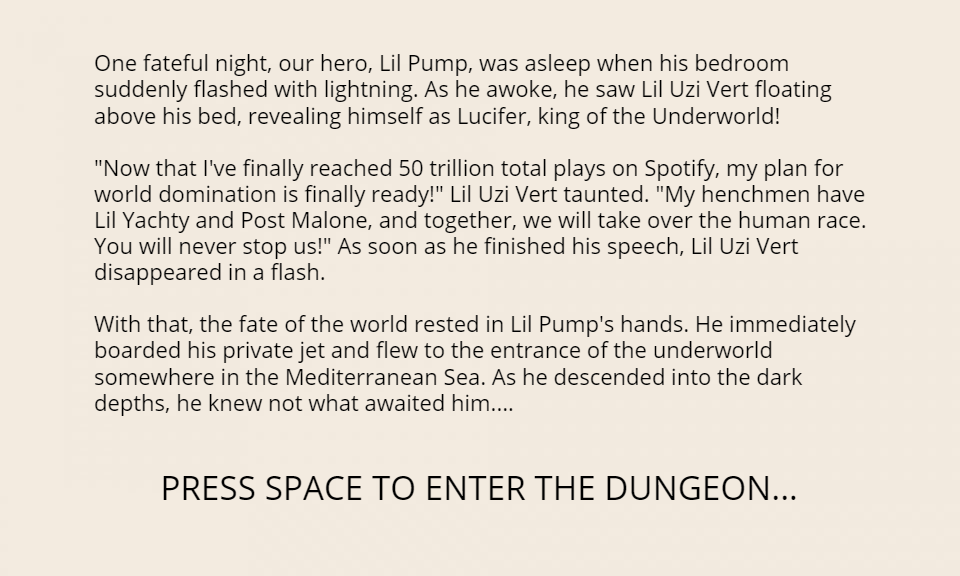 One fateful night, our hero, Lil Pump, was asleep when his bedroom
suddenly flashed with lightning. As he awoke, he saw Lil Uzi Vert floating
above his bed, revealing himself as Lucifer, king of the Underworld!
"Now that I've finally reached 50 trillion total plays on Spotify, my plan for
world domination is finally ready!" Lil Uzi Vert taunted. "My henchmen have
Lil Yachty and Post Malone, and together, we will take over the human race.
You will never stop us!" As soon as he finished his speech, Lil Uzi Vert
disappeared in a flash.
With that, the fate of the world rested in Lil Pump's hands. He immediately
boarded his private jet and flew to the entrance of the underworld
somewhere in the Mediterranean Sea. As he descended into the dark
depths, he knew not what awaited him....
PRESS SPACE TO ENTER THE DUNGEON...